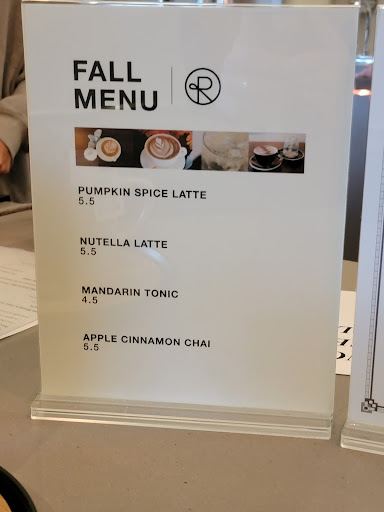 FALL
MENU
R
PUMPKIN SPICE LATTE
5.5
NUTELLA LATTE
5.5
MANDARIN TONIC
4.5
APPLE CINNAMON CHAI
5.5